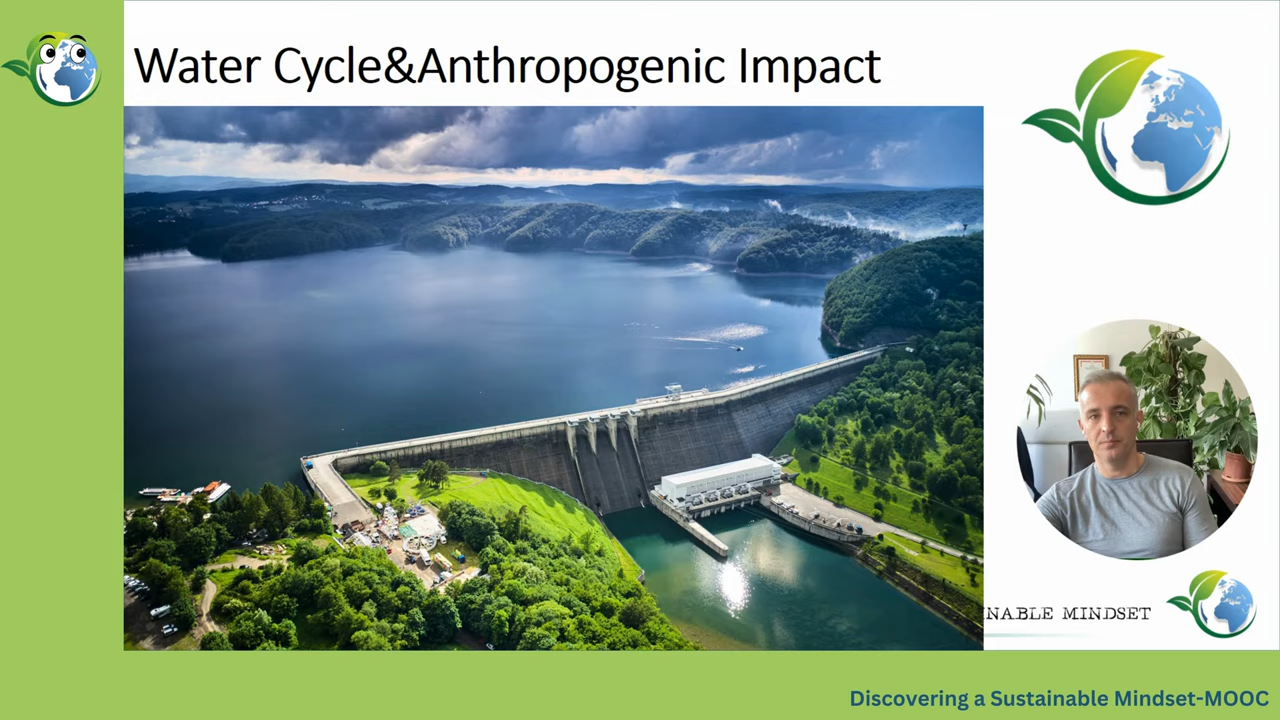 Water Cycle&Anthropogenic Impact
NABLE MINDSET
Discovering a Sustainable Mindset-MOOC